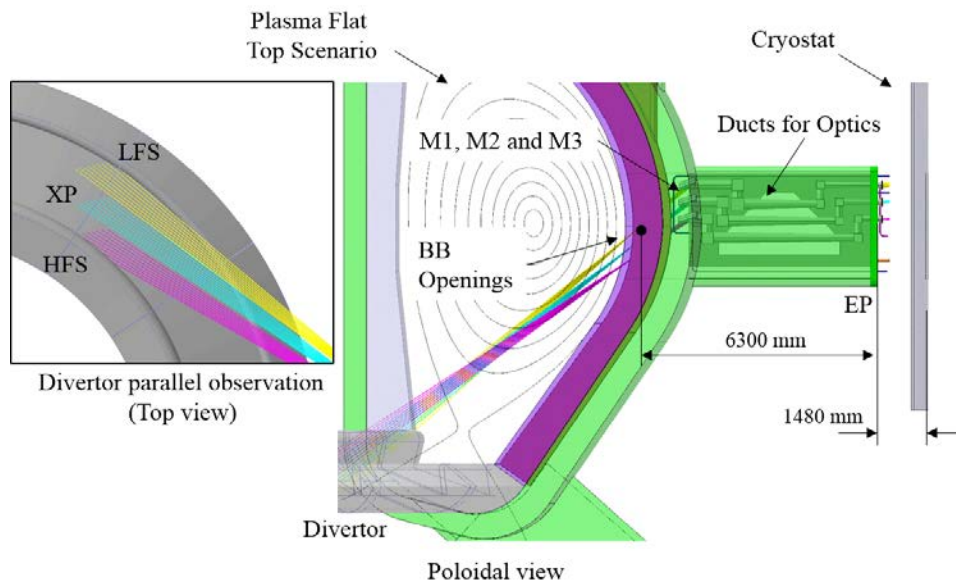 Plasma Flat
Top Scenario
Cryostat
M1, M2 and M3
Ducts for Optics
LFS
XP
HFS
BB
Openings
EP
6300 mm
1480 mm
Divertor parallel observation
(Top view)
Divertor
Poloidal view